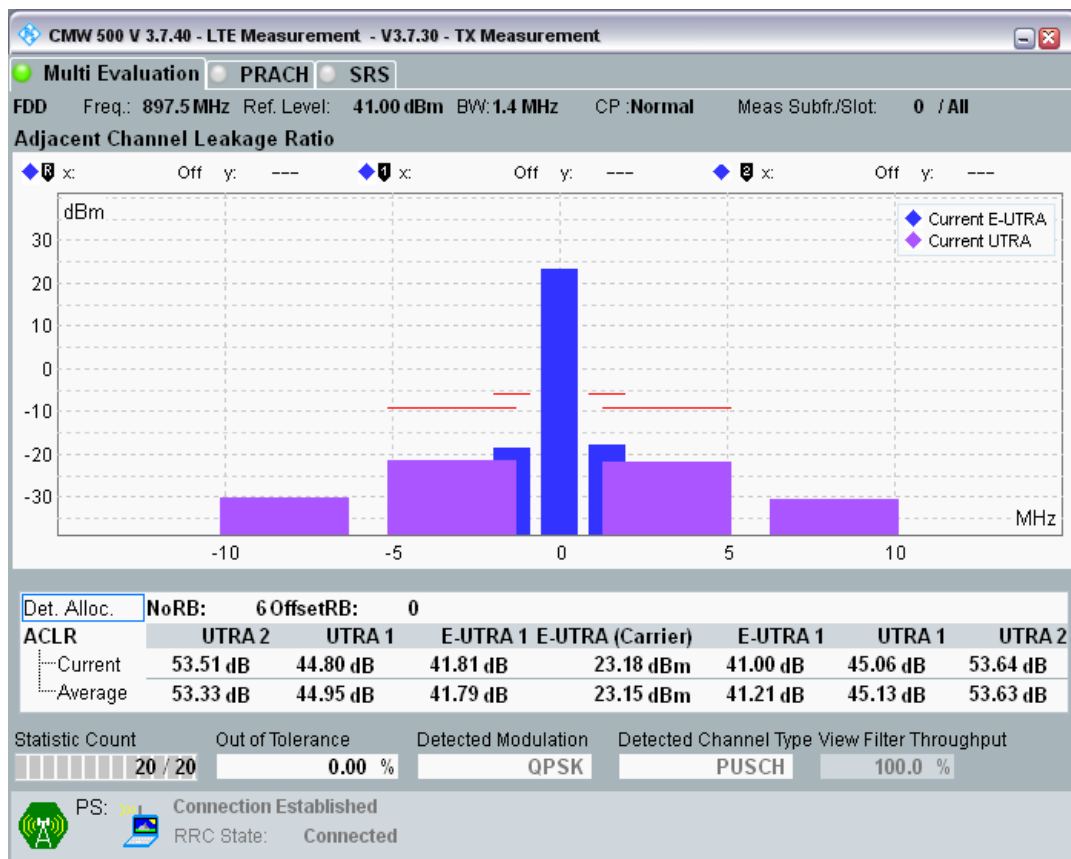 CMW 500 V 3.7.40 - LTE Measurement - V3.7.30 - TX Measurement
Multi Evaluation PRACH SRS
FDD Freq.: 897.5 MHz Ref. Level: 41.00 dBm BW: 1.4 MHz CP :Normal Meas Subfr./Slot: 0 / All
Adjacent Channel Leakage Ratio
R x: Off y: --- 1 x: Off y: --- 2 x: Off y: ---
dBm
Current E-UTRA
Current UTRA
30
20
10
0
-10
-20
-30
MHz
-10 -5 0 5 10
Det. Alloc. NoRB: 6 OffsetRB: 0
ACLR UTRA 2 UTRA 1 E-UTRA 1 E-UTRA (Carrier) E-UTRA 1 UTRA 1 UTRA 2
Current 53.51 dB 44.80 dB 41.81 dB 23.18 dBm 41.00 dB 45.06 dB 53.64 dB
Average 53.33 dB 44.95 dB 41.79 dB 23.15 dBm 41.21 dB 45.13 dB 53.63 dB
Statistic Count Out of Tolerance Detected Modulation Detected Channel Type View Filter Throughput
20 / 20 0.00 % QPSK PUSCH 100.0 %
PS: Connection Established
RRC State: Connected